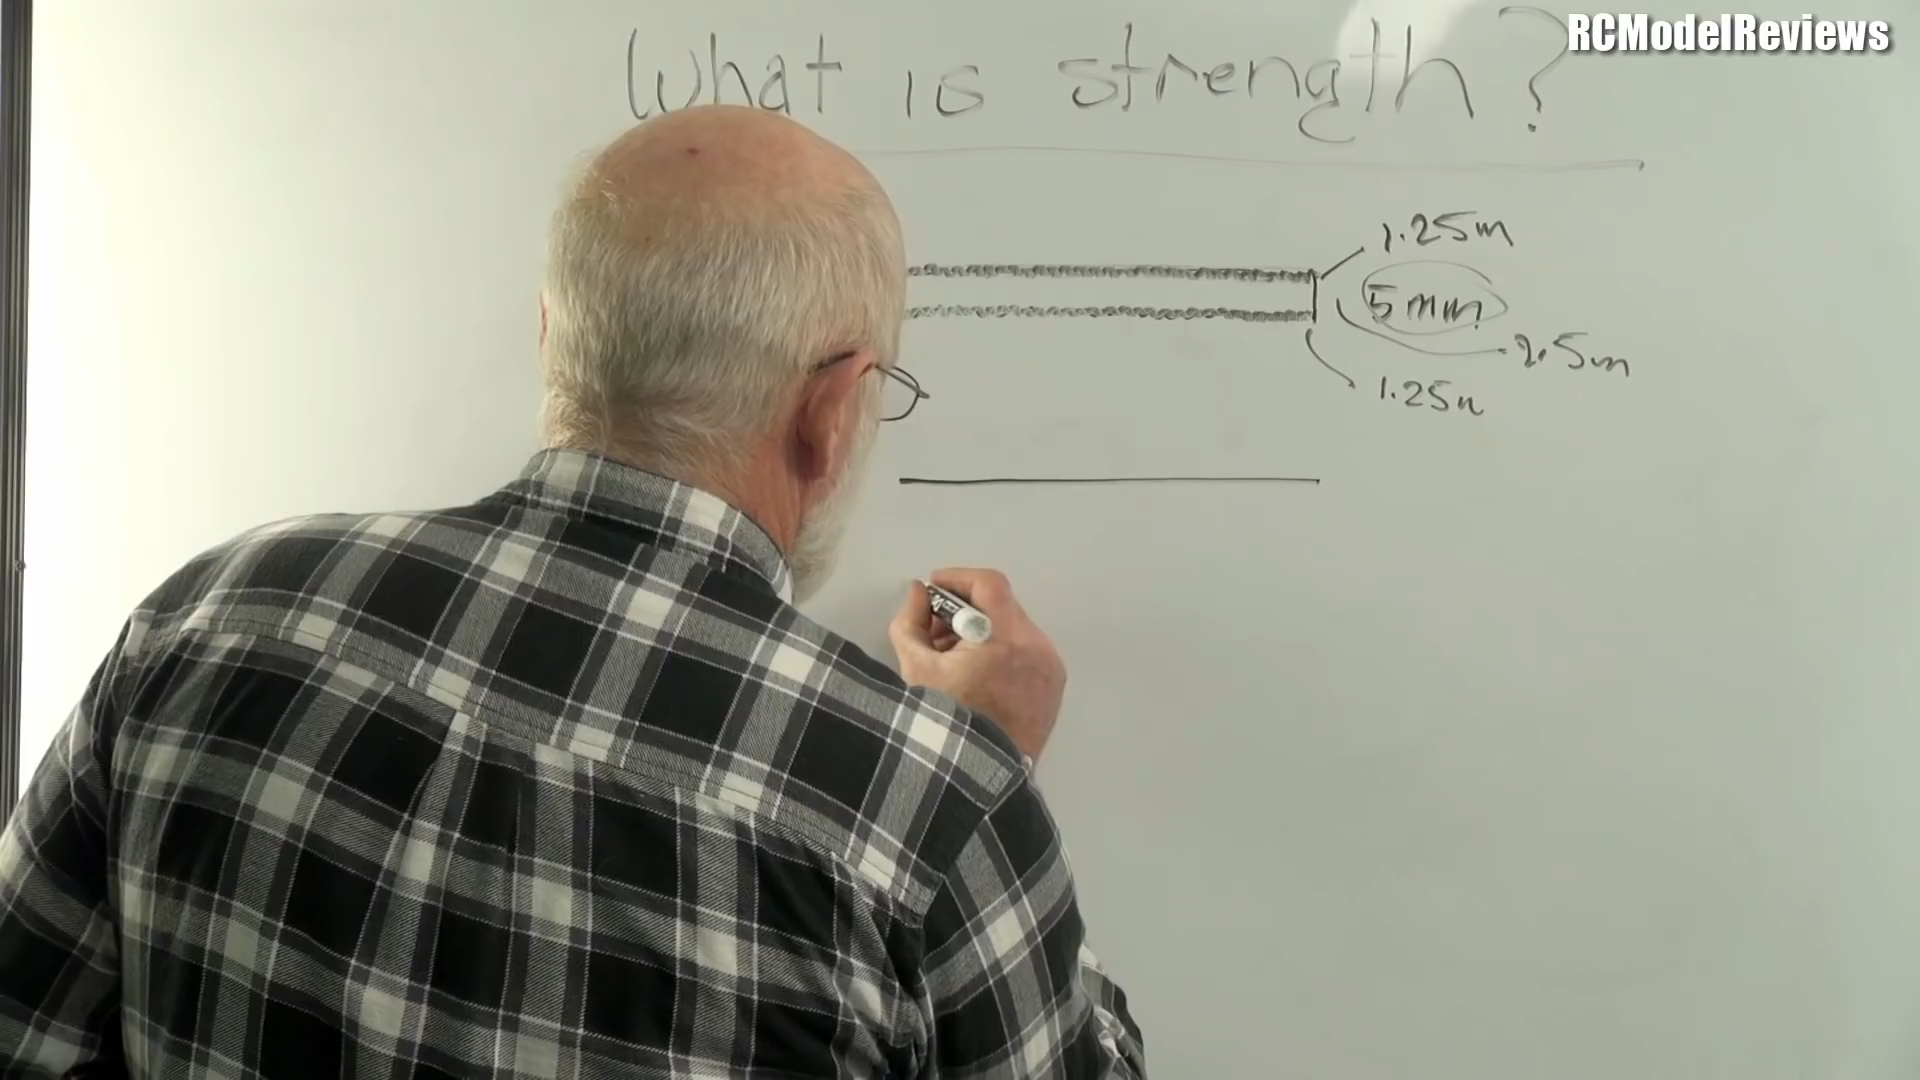 RCModelReviews
What is strength?
1.25m
5mm
2.5m
1.25m